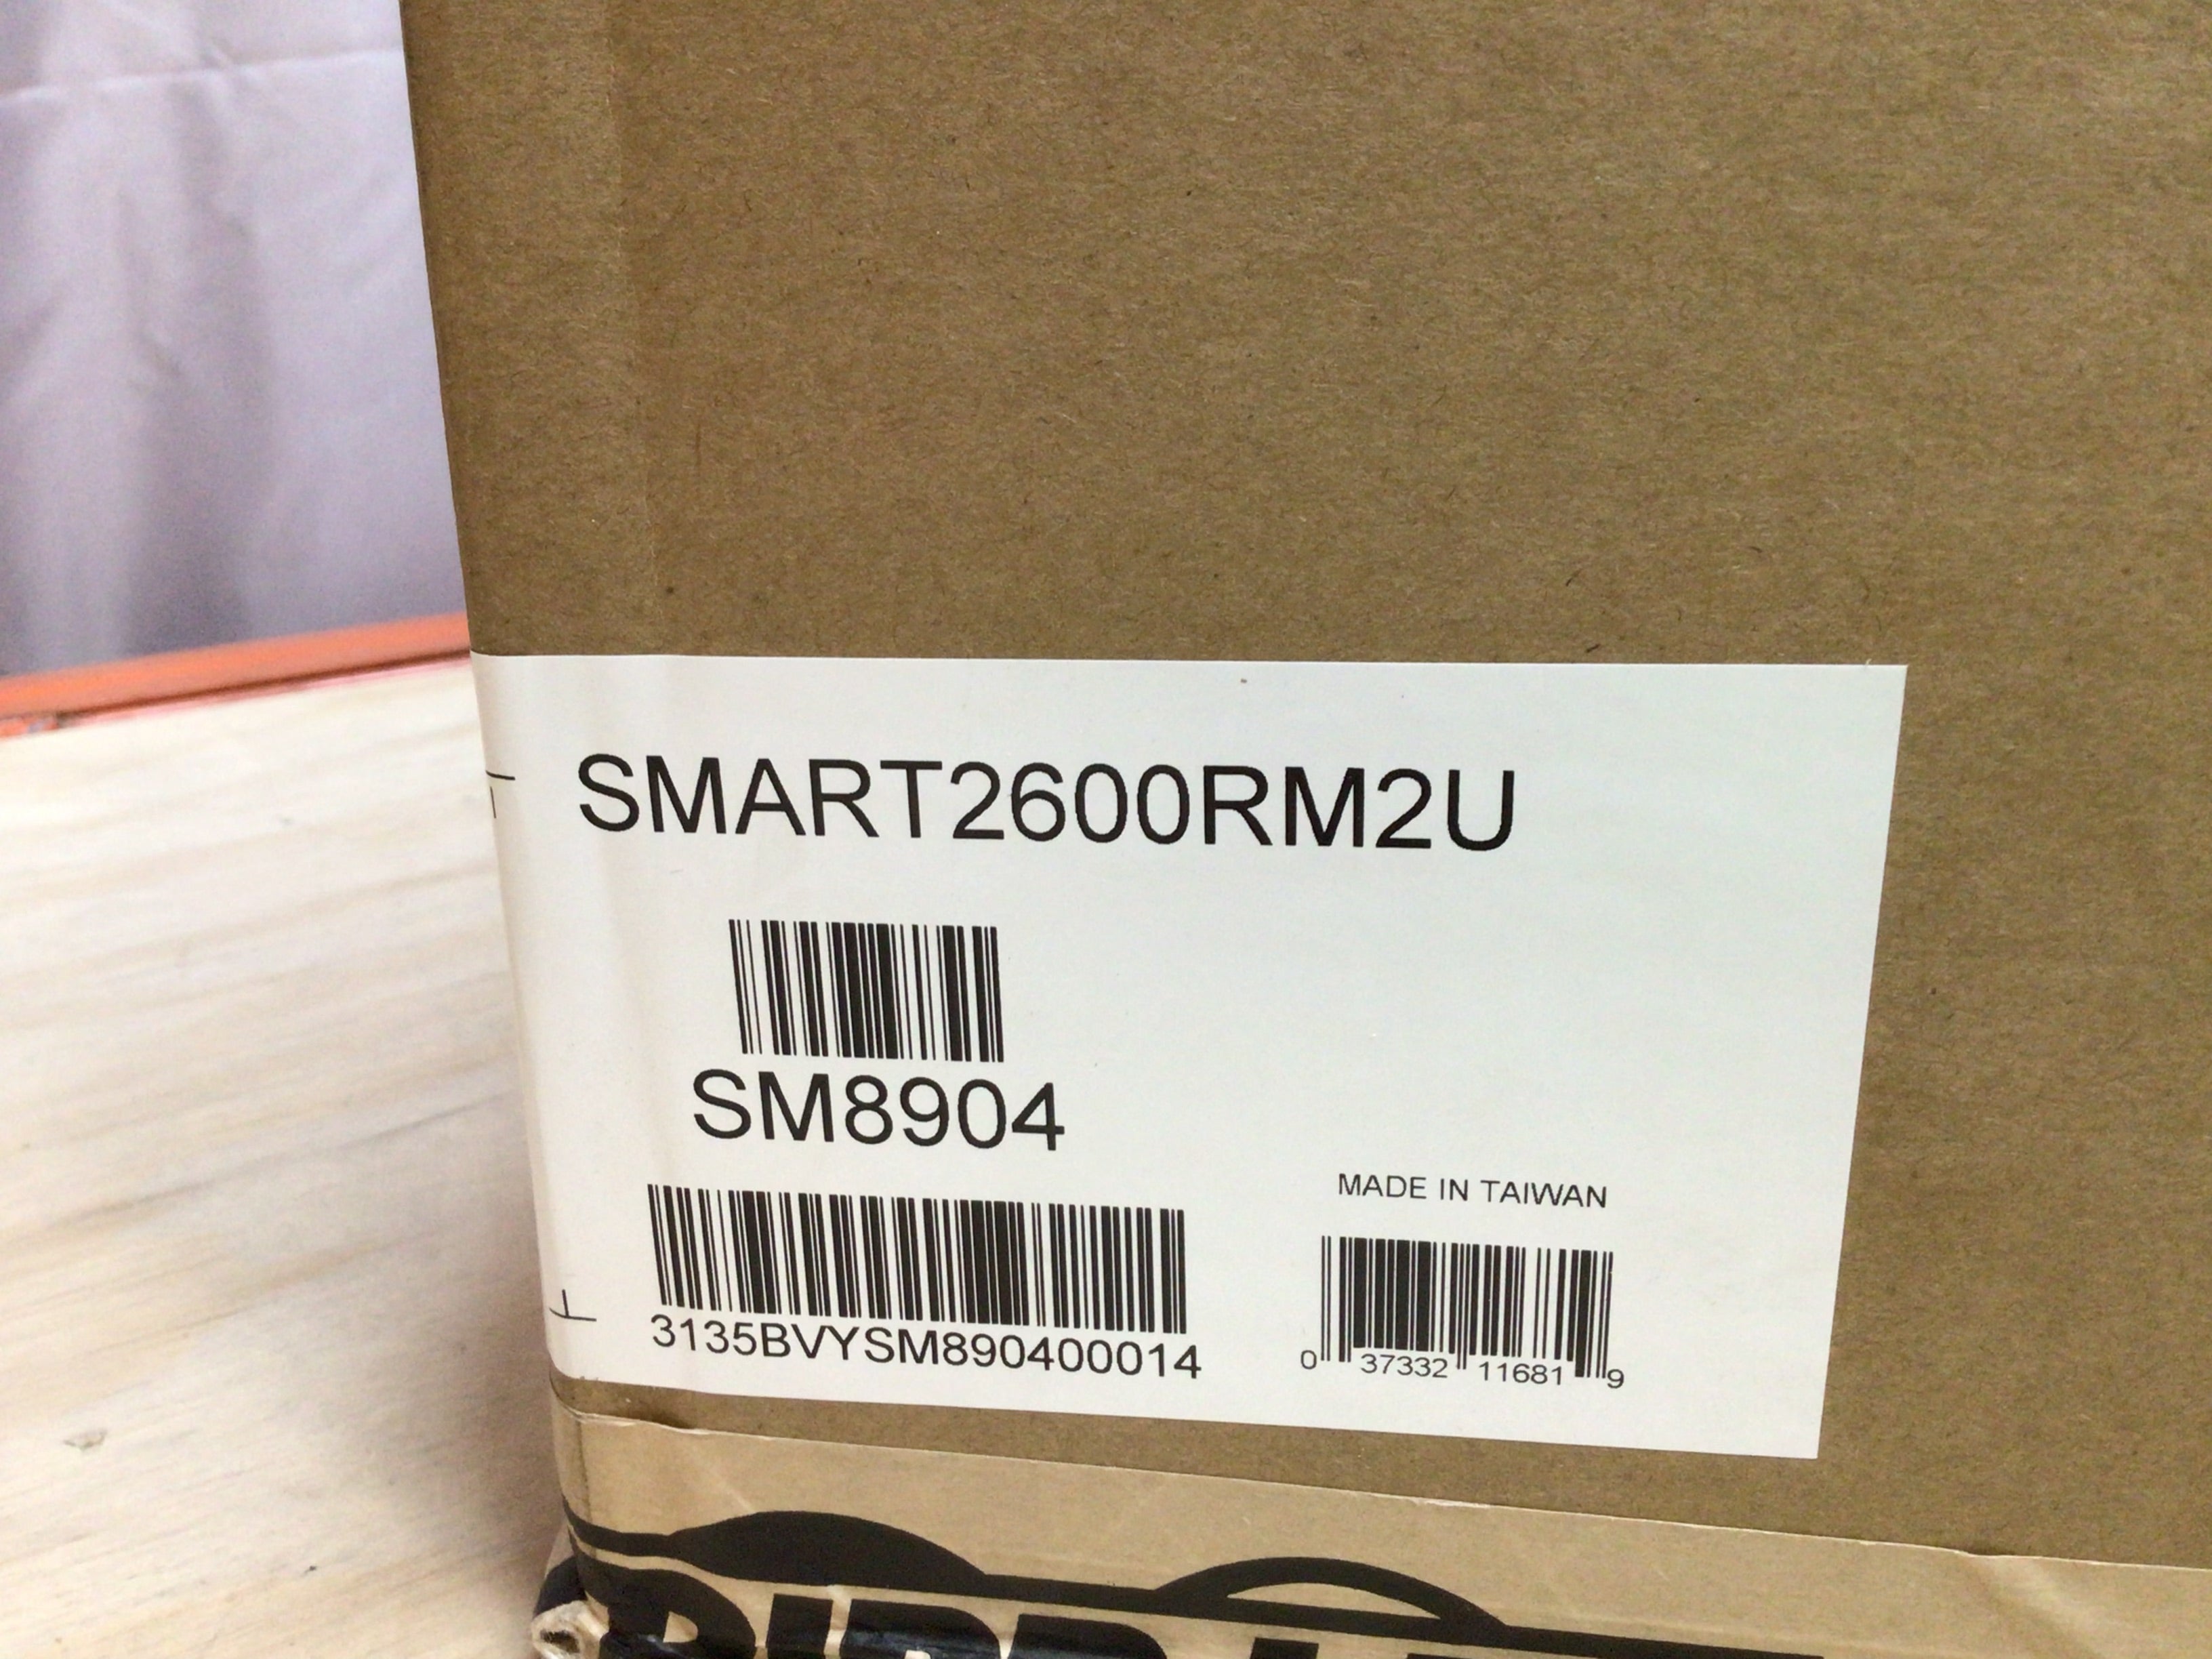 SMART2600RM2U
SM8904
MADE IN TAIWAN
3135BVYSM890400014
0 37332 11681 9